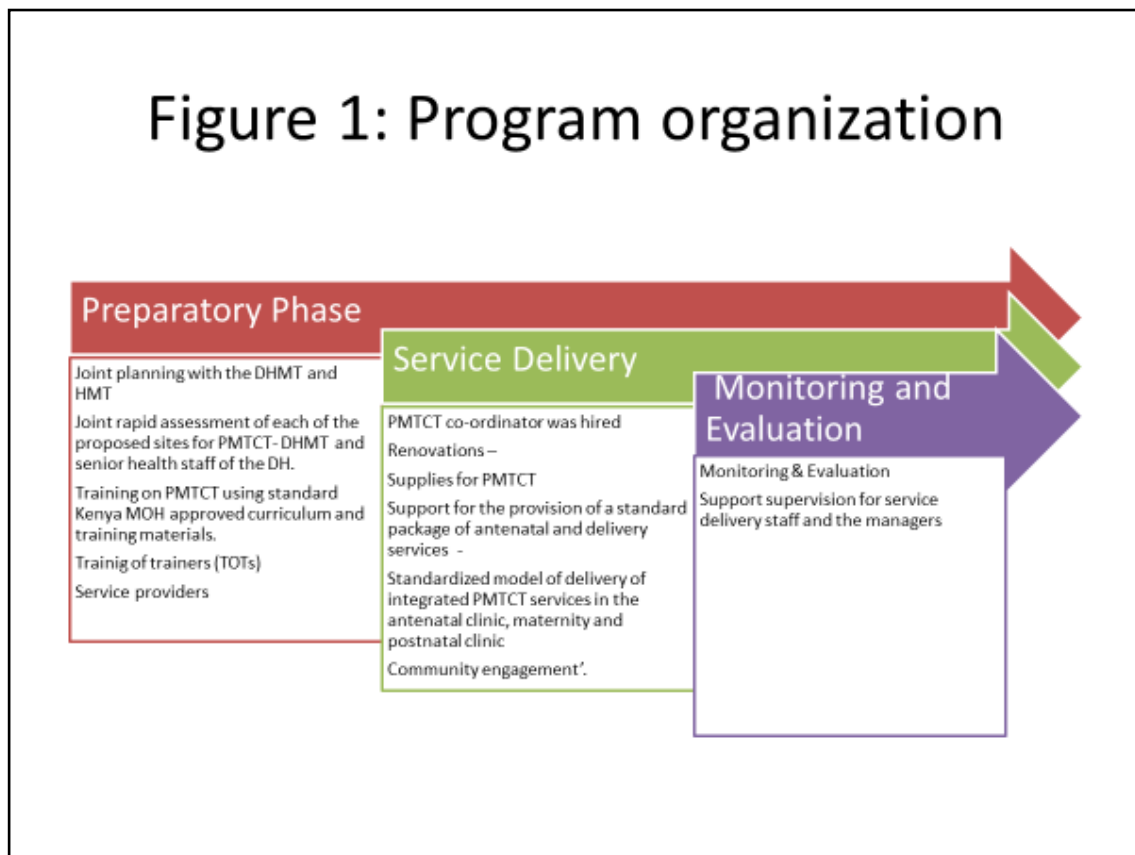 Figure 1: Program organization
Preparatory Phase
Joint planning with the DHMT and
HMT
Joint rapid assessment of each of the
proposed sites for PMTCT- DHMT and
senior health staff of the DH.
Training on PMTCT using standard
Kenya MOH approved curriculum and
training materials.
Trainig of trainers (TOTs)
Service providers
Service Delivery
PMTCT co-ordinator was hired
Renovations –
Supplies for PMTCT
Support for the provision of a standard
package of antenatal and delivery
services -
Standardized model of delivery of
integrated PMTCT services in the
antenatal clinic, maternity and
postnatal clinic
Community engagement’.
Monitoring and
Evaluation
Monitoring & Evaluation
Support supervision for service
delivery staff and the managers